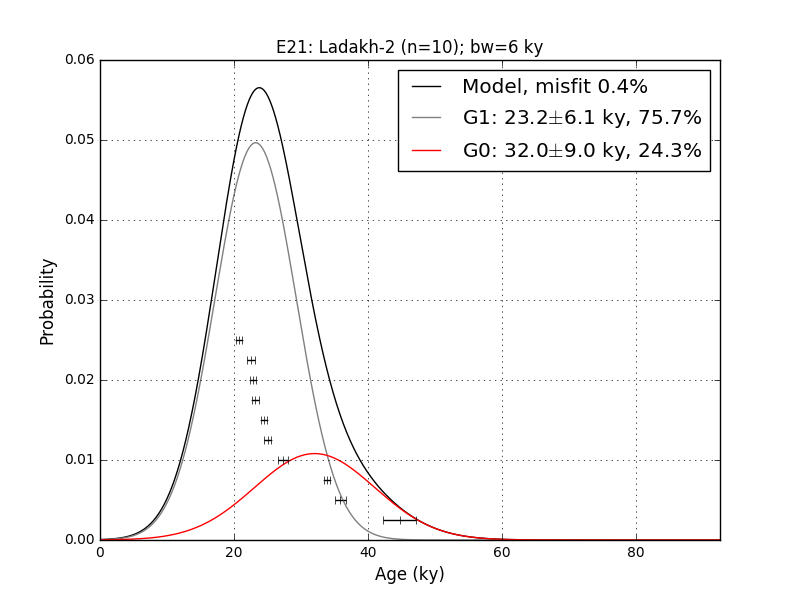 E21: Ladakh-2 (n=10); bw=6 ky
Model, misfit 0.4%
G1: 23.2±6.1 ky, 75.7%
G0: 32.0±9.0 ky, 24.3%
Probability
0.06
0.05
0.04
0.03
0.02
0.01
0.00
0 20 40 60 80
Age (ky)